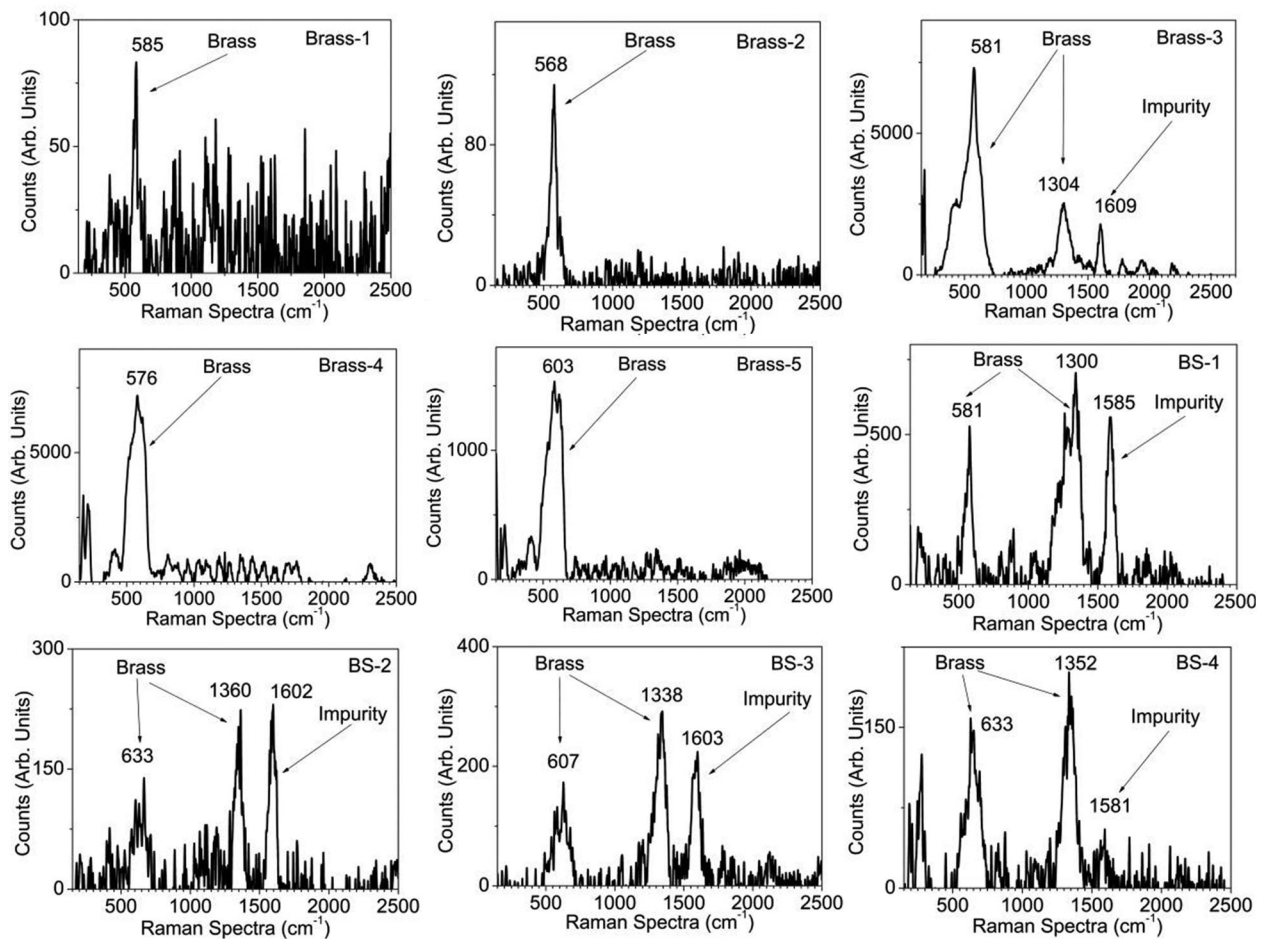 100
585
Brass
Brass-1
50
0
Counts (Arb. Units)
500 1000 1500 2000 2500
Raman Spectra (cm-1)
568
Brass
Brass-2
80
0
Counts (Arb. Units)
500 1000 1500 2000 2500
Raman Spectra (cm-1)
581
Brass
Brass-3
Impurity
5000
1304
1609
0
Counts (Arb. Units)
500 1000 1500 2000 2500
Raman Spectra (cm-1)
576
Brass
Brass-4
5000
0
Counts (Arb. Units)
500 1000 1500 2000 2500
Raman Spectra (cm-1)
603
Brass
Brass-5
1000
0
Counts (Arb. Units)
500 1000 1500 2000 2500
Raman Spectra (cm-1)
Brass
1300
BS-1
581
1585
Impurity
500
0
Counts (Arb. Units)
500 1000 1500 2000 2500
Raman Spectra (cm-1)
300
Brass
BS-2
1360
1602
Impurity
633
150
0
Counts (Arb. Units)
500 1000 1500 2000 2500
Raman Spectra (cm-1)
400
Brass
BS-3
1338
Impurity
1603
607
200
0
Counts (Arb. Units)
500 1000 1500 2000 2500
Raman Spectra (cm-1)
Brass
1352
BS-4
633
Impurity
150
1581
0
Counts (Arb. Units)
500 1000 1500 2000 2500
Raman Spectra (cm-1)